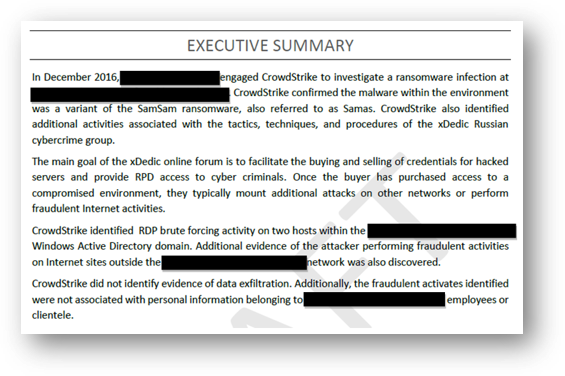 EXECUTIVE SUMMARY
In December 2016, engaged CrowdStrike to investigate a ransomware infection at
. CrowdStrike confirmed the malware within the environment
was a variant of the SamSam ransomware, also referred to as Samas. CrowdStrike also identified
additional activities associated with the tactics, techniques, and procedures of the xDedic Russian
cybercrime group.
The main goal of the xDedic online forum is to facilitate the buying and selling of credentials for hacked
servers and provide RPD access to cyber criminals. Once the buyer has purchased access to a
compromised environment, they typically mount additional attacks on other networks or perform
fraudulent Internet activities.
CrowdStrike identified RDP brute forcing activity on two hosts within the
Windows Active Directory domain. Additional evidence of the attacker performing fraudulent activities
on Internet sites outside the network was also discovered.
CrowdStrike did not identify evidence of data exfiltration. Additionally, the fraudulent activates identified
were not associated with personal information belonging to employees or
clientele.